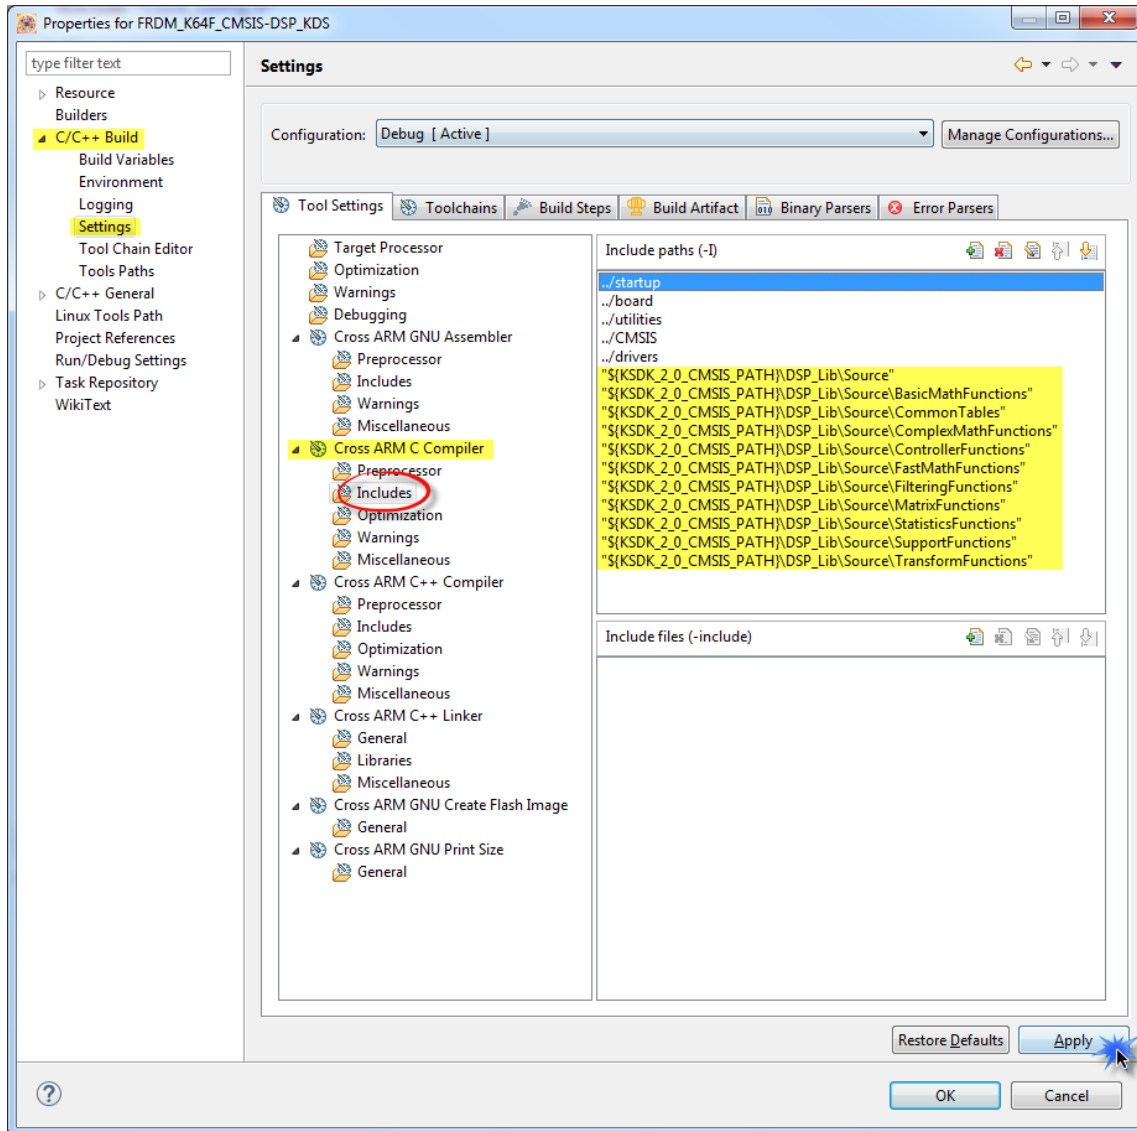 Properties for FRDM_K64F_CMSIS-DSP_KDS
type filter text
Resource
Builders
C/C++ Build
Build Variables
Environment
Logging
Settings
Tool Chain Editor
Tools Paths
C/C++ General
Linux Tools Path
Project References
Run/Debug Settings
Task Repository
WikiText
Settings
Configuration: Debug [ Active ] Manage Configurations...
Tool Settings Toolchains Build Steps Build Artifact Binary Parsers Error Parsers
Target Processor
Optimization
Warnings
Debugging
Cross ARM GNU Assembler
Preprocessor
Includes
Warnings
Miscellaneous
Cross ARM C Compiler
Preprocessor
Includes
Optimization
Warnings
Miscellaneous
Cross ARM C++ Compiler
Preprocessor
Includes
Optimization
Warnings
Miscellaneous
Cross ARM C++ Linker
General
Libraries
Miscellaneous
Cross ARM GNU Create Flash Image
General
Cross ARM GNU Print Size
General
Include paths (-I)
../startup
../board
../utilities
../CMSIS
../drivers
"${KSDK_2_0_CMSIS_PATH}\DSP_Lib\Source"
"${KSDK_2_0_CMSIS_PATH}\DSP_Lib\Source\BasicMathFunctions"
"${KSDK_2_0_CMSIS_PATH}\DSP_Lib\Source\CommonTables"
"${KSDK_2_0_CMSIS_PATH}\DSP_Lib\Source\ComplexMathFunctions"
"${KSDK_2_0_CMSIS_PATH}\DSP_Lib\Source\ControllerFunctions"
"${KSDK_2_0_CMSIS_PATH}\DSP_Lib\Source\FastMathFunctions"
"${KSDK_2_0_CMSIS_PATH}\DSP_Lib\Source\FilteringFunctions"
"${KSDK_2_0_CMSIS_PATH}\DSP_Lib\Source\MatrixFunctions"
"${KSDK_2_0_CMSIS_PATH}\DSP_Lib\Source\StatisticsFunctions"
"${KSDK_2_0_CMSIS_PATH}\DSP_Lib\Source\SupportFunctions"
"${KSDK_2_0_CMSIS_PATH}\DSP_Lib\Source\TransformFunctions"
Include files (-include)
Restore Defaults Apply
OK Cancel